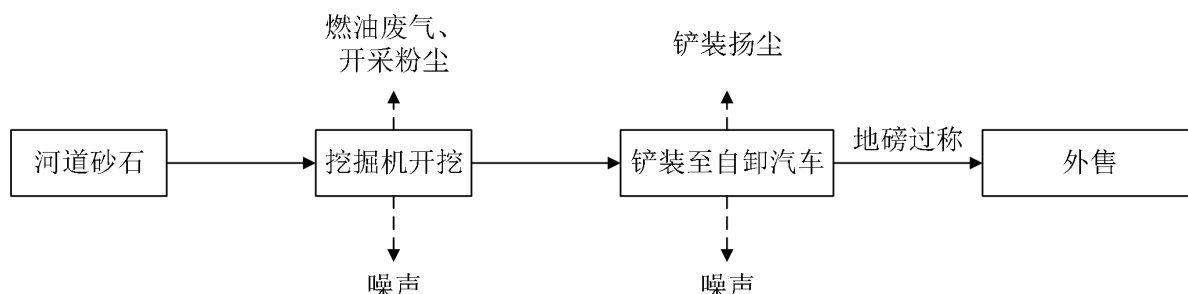 燃油废气、
开采粉尘
铲装扬尘
河道砂石
挖掘机开挖
铲装至自卸汽车
地磅过称
外售
噪声
噪声